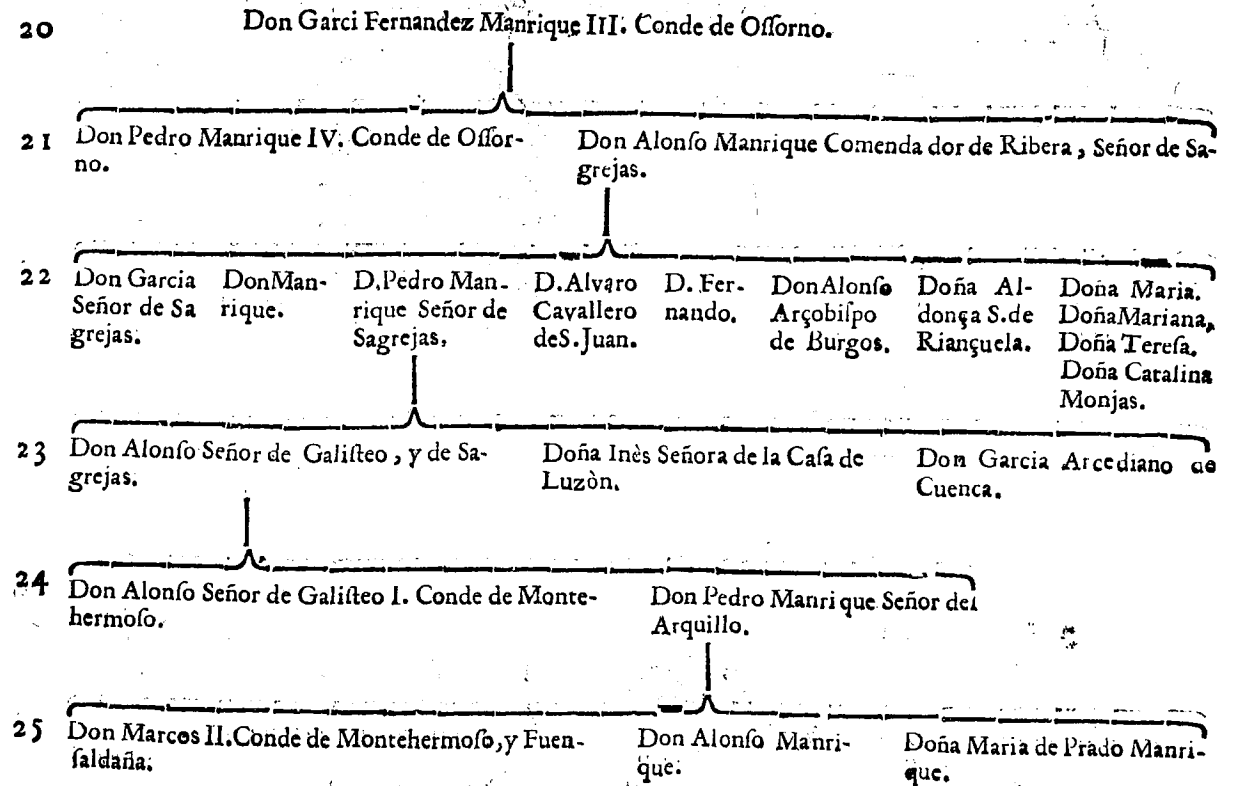 20 Don Garci Fernandez Manrique III. Conde de Oſſorno.
21 Don Pedro Manrique IV. Conde de Oſſor-
no.
Don Alonſo Manrique Comenda dor de Ribera, Señor de Sa-
grejas.
22 Don Garcia
Señor de Sa
grejas.
DonMan-
rique.
D.Pedro Man-
rique Señor de
Sagrejas.
D.Alvaro
Cavallero
deS.Juan.
D. Fer-
nando.
DonAlonſo
Arçobiſpo
de Burgos.
Doña Al-
donça S.de
Riançuela.
Doña Maria.
DoñaMariana,
Doña Tereſa.
Doña Catalina
Monjas.
23 Don Alonſo Señor de Galiſteo, y de Sa-
grejas.
Doña Inès Señora de la Caſa de
Luzòn.
Don Garcia Arcediano de
Cuenca.
24 Don Alonſo Señor de Galiſteo I. Conde de Monte-
hermoſo.
Don Pedro Manrique Señor del
Arquillo.
25 Don Marcos II.Conde de Montehermoſo,y Fuen-
ſaldaña.
Don Alonſo Manri-
que.
Doña Maria de Prado Manri-
que.